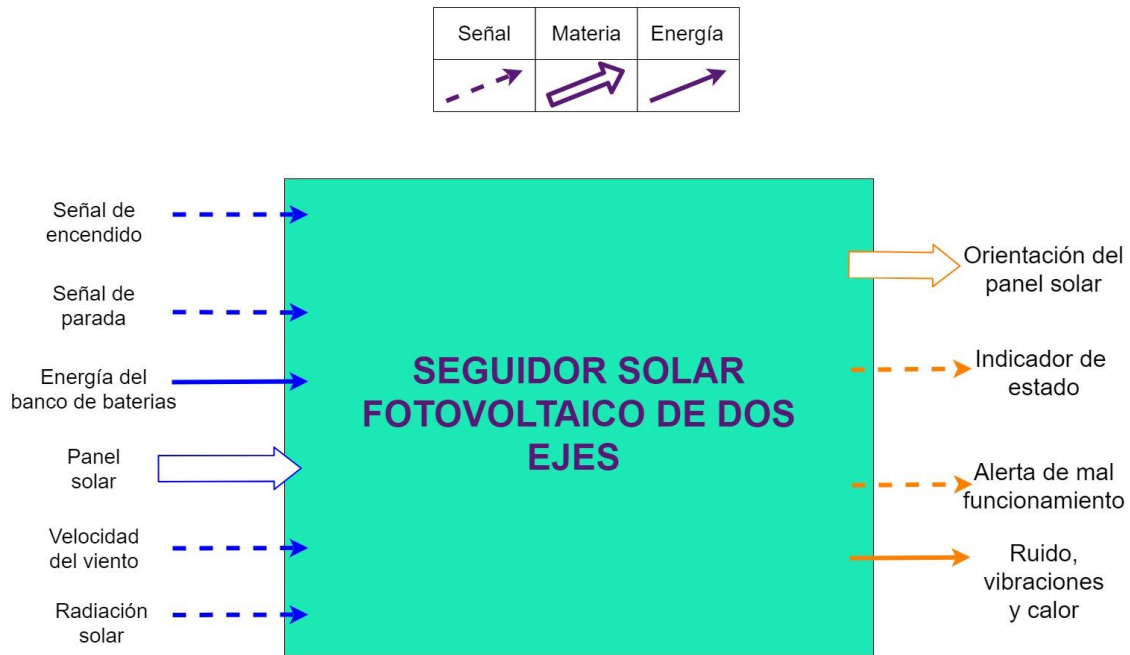 Señal Materia Energía
Señal de
encendido
Señal de
parada
Energía del
banco de baterias
Panel
solar
Velocidad
del viento
Radiación
solar
SEGUIDOR SOLAR
FOTOVOLTAICO DE DOS
EJES
Orientación del
panel solar
Indicador de
estado
Alerta de mal
funcionamiento
Ruido,
vibraciones
y calor